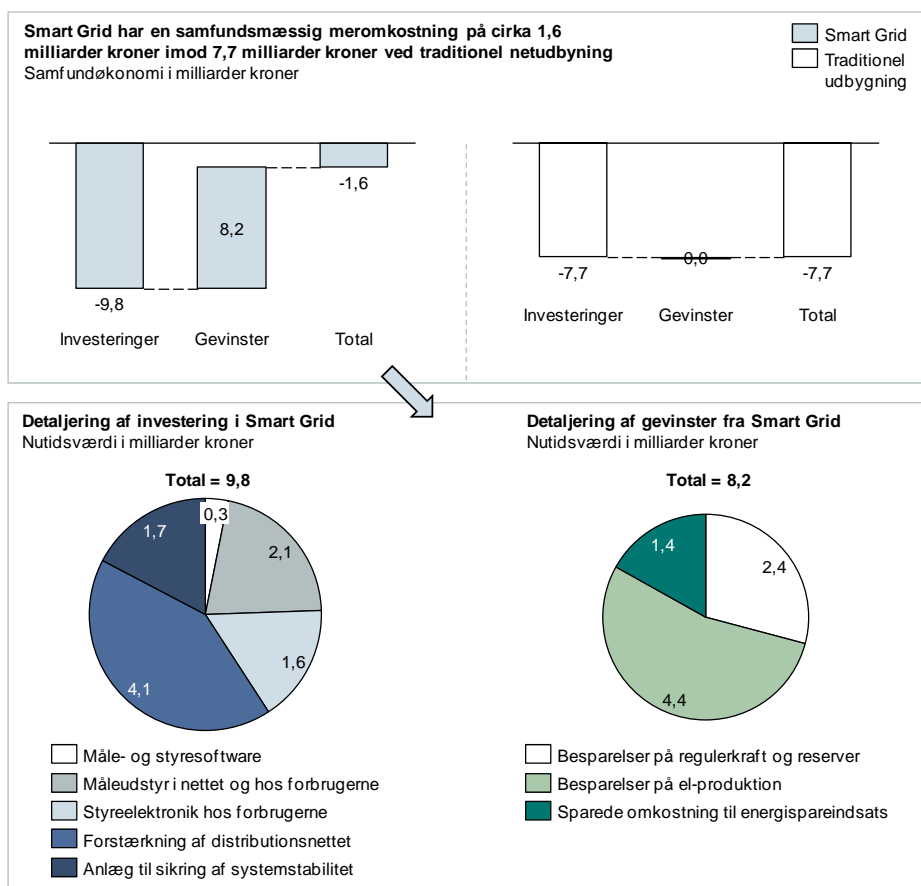 Smart Grid har en samfundsmæssig meromkostning på cirka 1,6
milliarder kroner imod 7,7 milliarder kroner ved traditionel netudbyning
Samfundøkonomi i milliarder kroner
Smart Grid
Traditionel
udbygning
-9,8
8,2
-1,6
Investeringer
Gevinster
Total
-7,7
0,0
-7,7
Investeringer
Gevinster
Total
Detaljering af investering i Smart Grid
Nutidsværdi i milliarder kroner
Total = 9,8
0,3
2,1
1,6
4,1
1,7
Måle- og styresoftware
Måleudstyr i nettet og hos forbrugerne
Styreelektronik hos forbrugerne
Forstærkning af distributionsnettet
Anlæg til sikring af systemstabilitet
Detaljering af gevinster fra Smart Grid
Nutidsværdi i milliarder kroner
Total = 8,2
1,4
2,4
4,4
Besparelser på regulerkraft og reserver
Besparelser på el-produktion
Sparede omkostning til energispareindsats